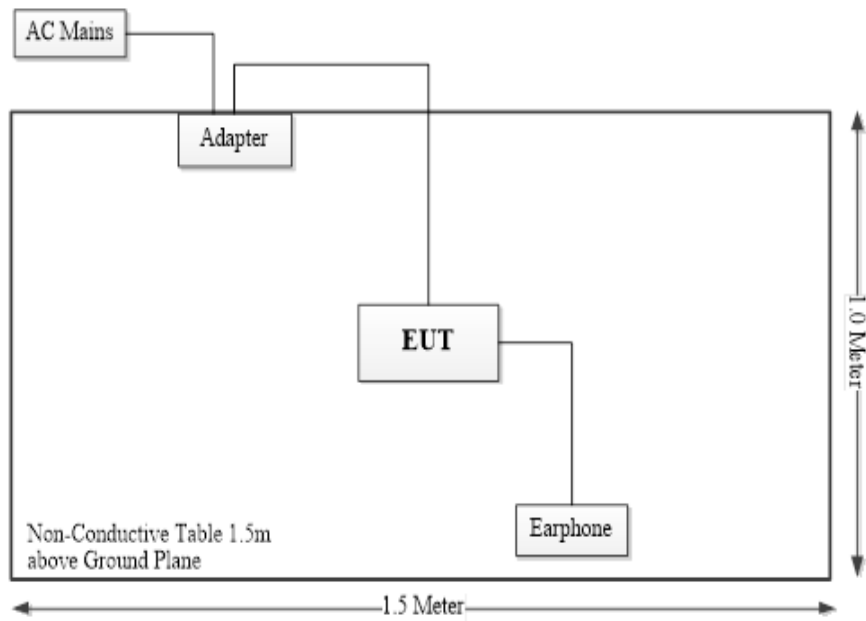 AC Mains
Adapter
EUT
1.0 Meter
Earphone
Non-Conductive Table 1.5m
above Ground Plane
1.5 Meter